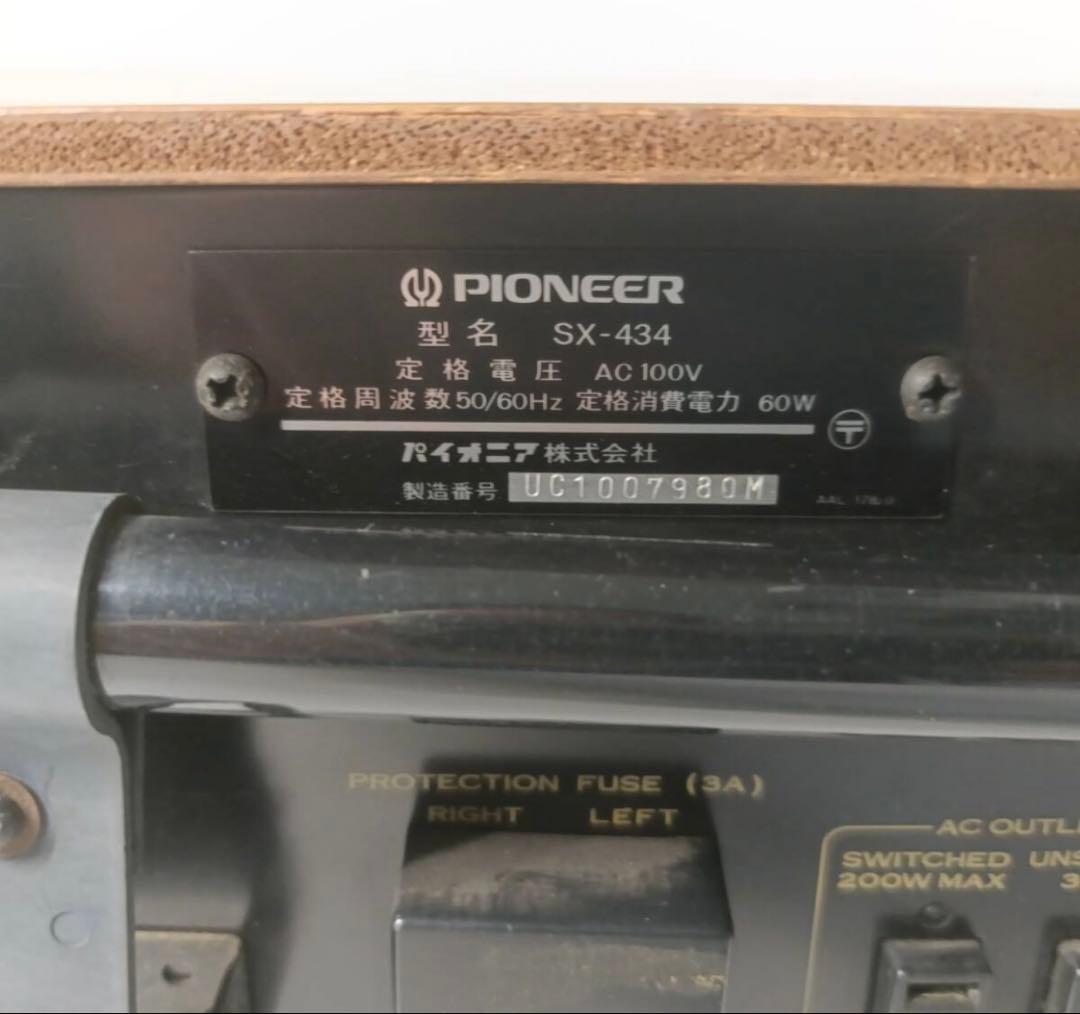 PIONEER
型名 SX-434
定格電圧 AC 100V
定格周波数 50/60Hz 定格消費電力 60W
パイオニア株式会社
製造番号 UC1007980M
PROTECTION FUSE (3A)
RIGHT LEFT
AC
SWITCHED
200W MAX